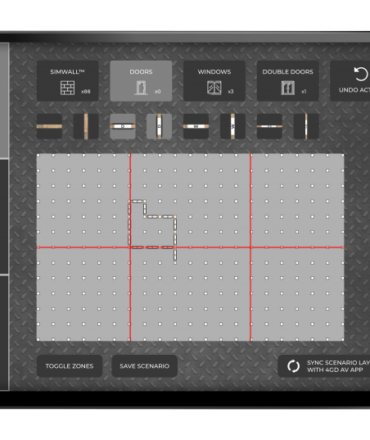 SIMWALL™
DOORS
WINDOWS
DOUBLE DOORS
x86
x0
x3
x1
UNDO ACT
TOGGLE ZONES
SAVE SCENARIO
SYNC SCENARIO LAY
WITH 4GD AV APP